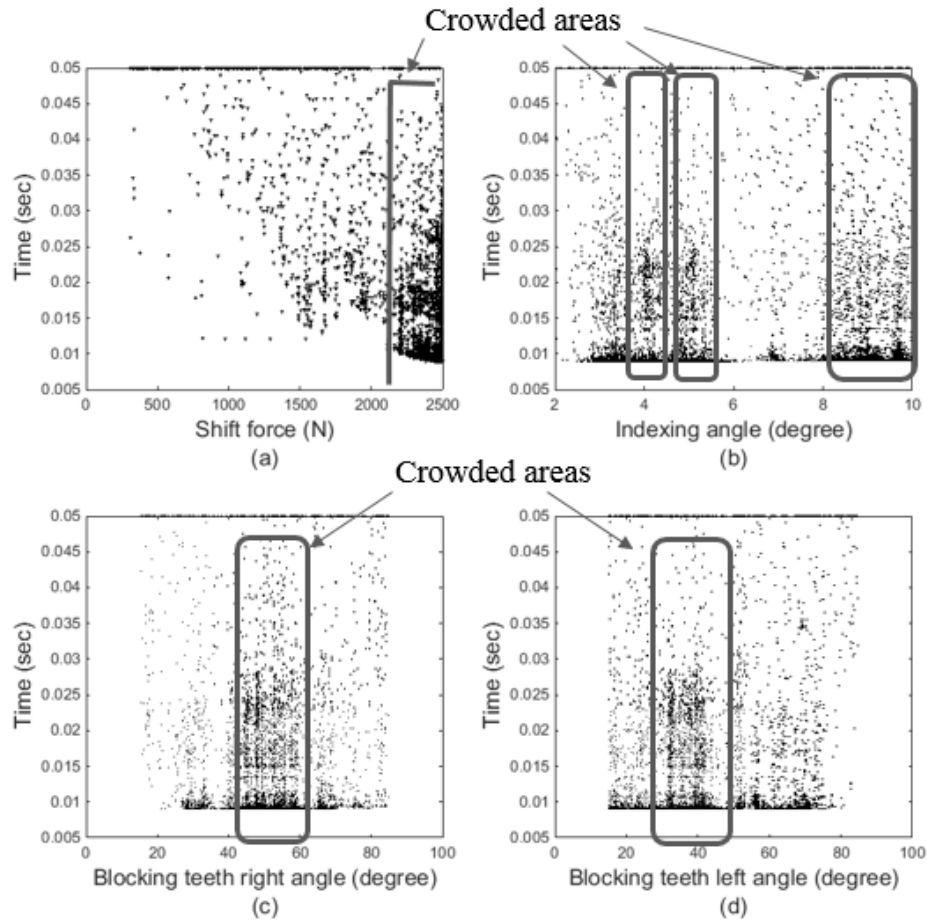 Crowded areas
0.05
0.045
0.04
0.035
0.03
0.025
0.02
0.015
0.01
0.005
Time (sec)
0 500 1000 1500 2000 2500
Shift force (N)
(a)
0.05
0.045
0.04
0.035
0.03
0.025
0.02
0.015
0.01
0.005
Time (sec)
2 4 6 8 10
Indexing angle (degree)
(b)
Crowded areas
0.05
0.045
0.04
0.035
0.03
0.025
0.02
0.015
0.01
0.005
Time (sec)
0 20 40 60 80 100
Blocking teeth right angle (degree)
(c)
0.05
0.045
0.04
0.035
0.03
0.025
0.02
0.015
0.01
0.005
Time (sec)
0 20 40 60 80 100
Blocking teeth left angle (degree)
(d)